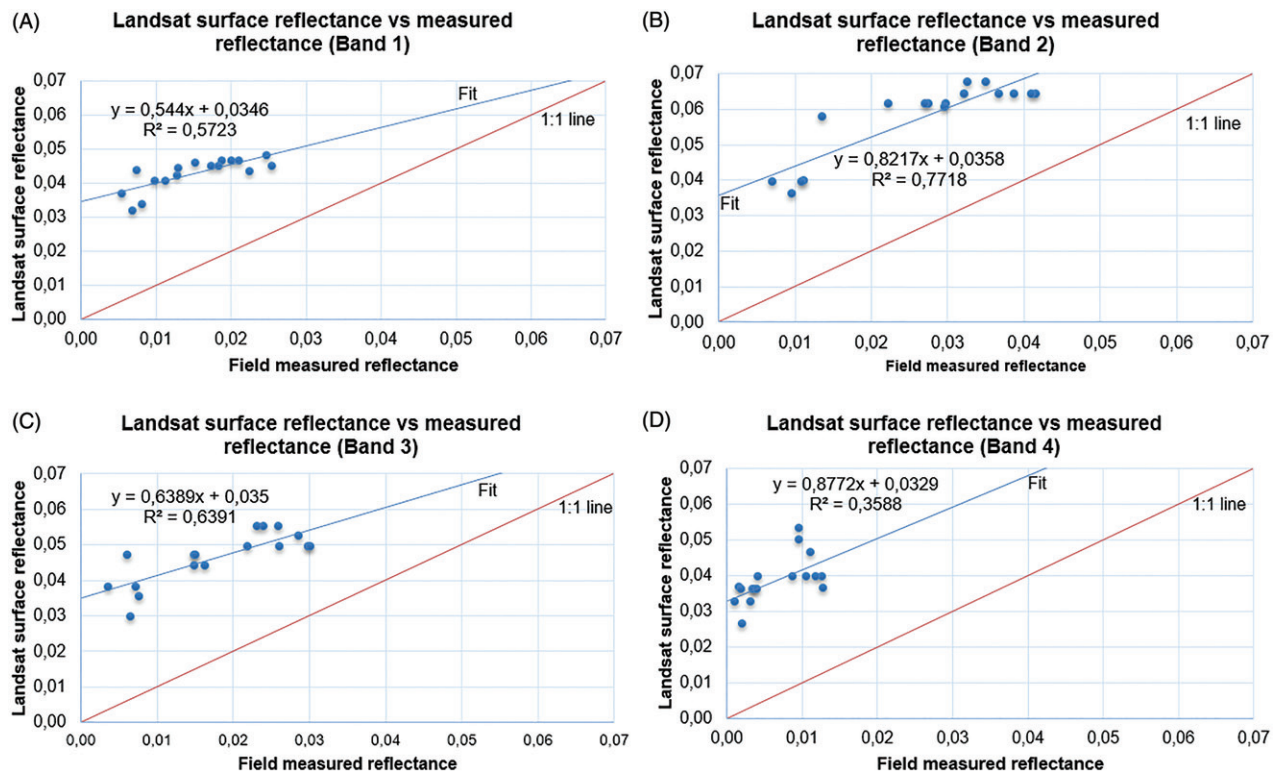 (A)
Landsat surface reflectance vs measured
reflectance (Band 1)
Landsat surface reflectance
0,07
0,06
0,05
0,04
0,03
0,02
0,01
0,00
y = 0,544x + 0,0346
R² = 0,5723
Fit
1:1 line
0,00 0,01 0,02 0,03 0,04 0,05 0,06 0,07
Field measured reflectance
(B)
Landsat surface reflectance vs measured
reflectance (Band 2)
Landsat surface reflectance
0,07
0,06
0,05
0,04
0,03
0,02
0,01
0,00
1:1 line
y = 0,8217x + 0,0358
R² = 0,7718
Fit
0,00 0,01 0,02 0,03 0,04 0,05 0,06 0,07
Field measured reflectance
(C)
Landsat surface reflectance vs measured
reflectance (Band 3)
Landsat surface reflectance
0,07
0,06
0,05
0,04
0,03
0,02
0,01
0,00
y = 0,6389x + 0,035
R² = 0,6391
Fit
1:1 line
0,00 0,01 0,02 0,03 0,04 0,05 0,06 0,07
Field measured reflectance
(D)
Landsat surface reflectance vs measured
reflectance (Band 4)
Landsat surface reflectance
0,07
0,06
0,05
0,04
0,03
0,02
0,01
0,00
y = 0,8772x + 0,0329
R² = 0,3588
Fit
1:1 line
0,00 0,01 0,02 0,03 0,04 0,05 0,06 0,07
Field measured reflectance